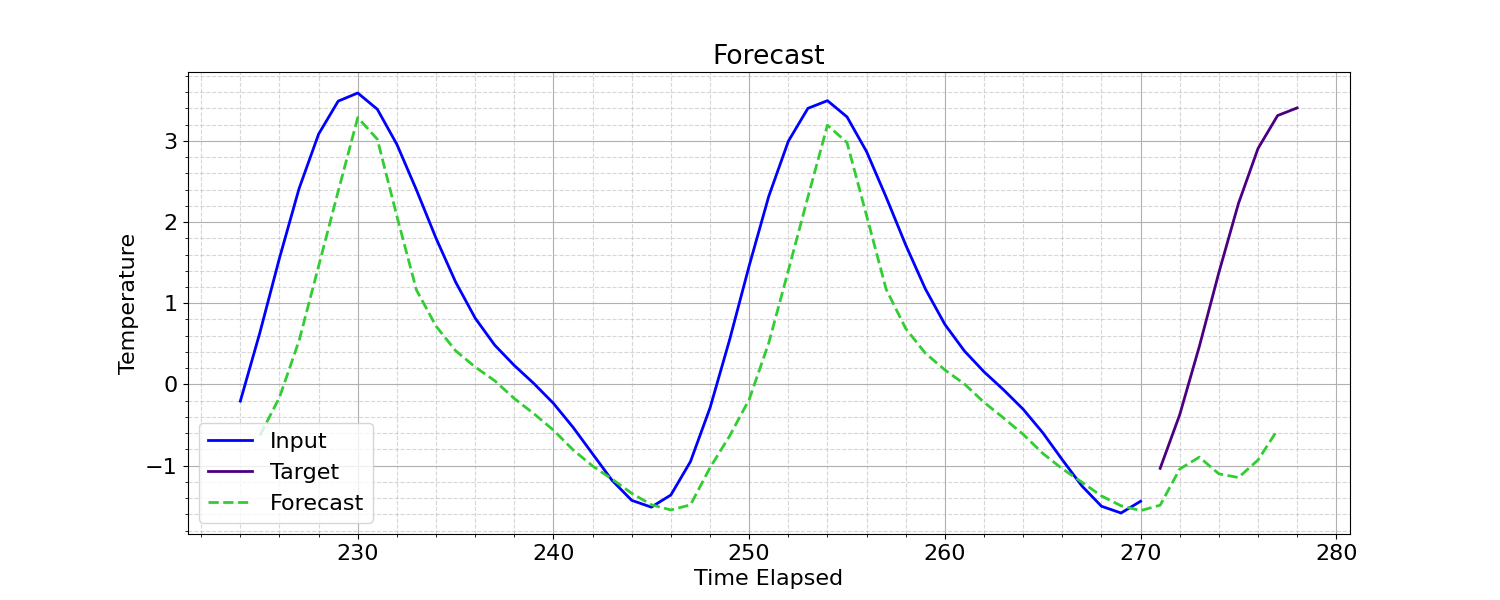 Forecast
Temperature
3
2
1
0
−1
Input
Target
Forecast
230 240 250 260 270 280
Time Elapsed